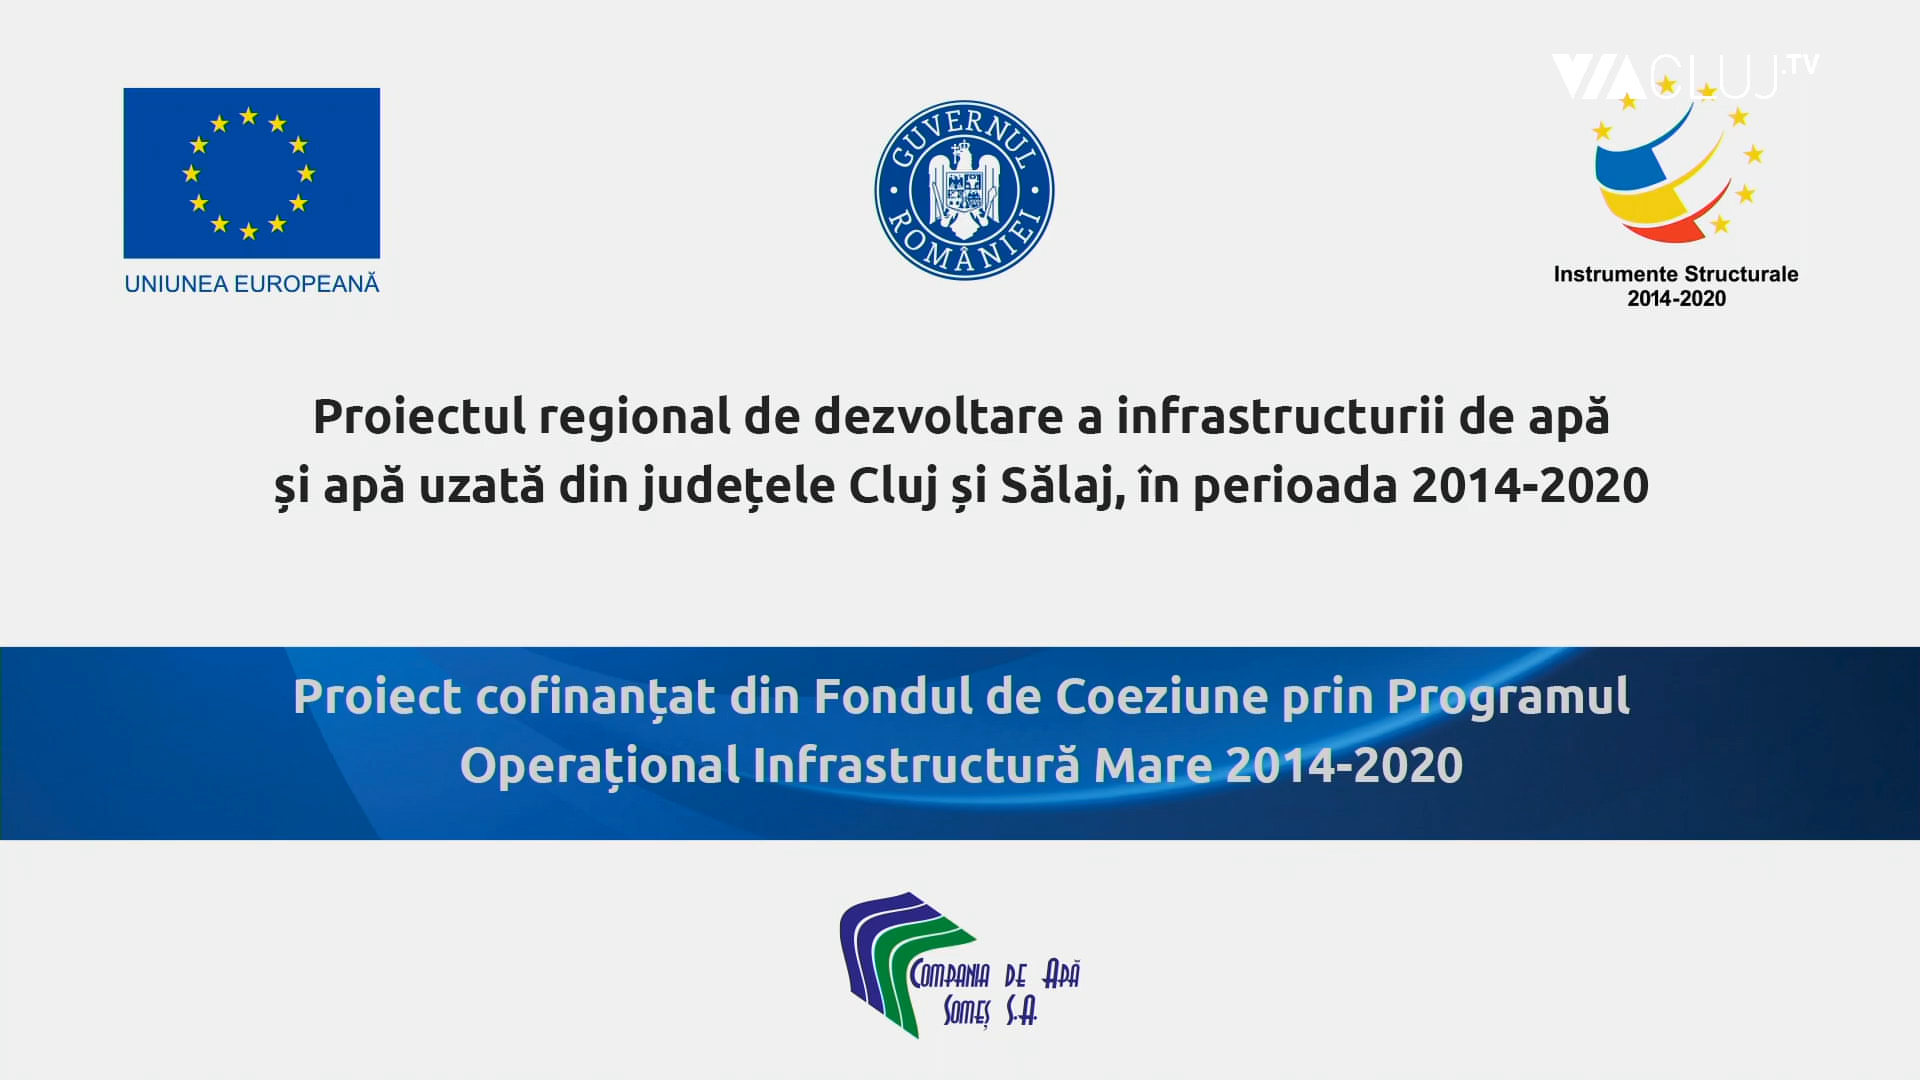 VIACLUJ.TV
UNIUNEA EUROPEANĂ
GUVERNUL ROMÂNIEI
Instrumente Structurale
2014-2020
Proiectul regional de dezvoltare a infrastructurii de apă
și apă uzată din județele Cluj și Sălaj, în perioada 2014-2020
Proiect cofinanțat din Fondul de Coeziune prin Programul
Operațional Infrastructură Mare 2014-2020
Compania de Apă
Someș S.A.